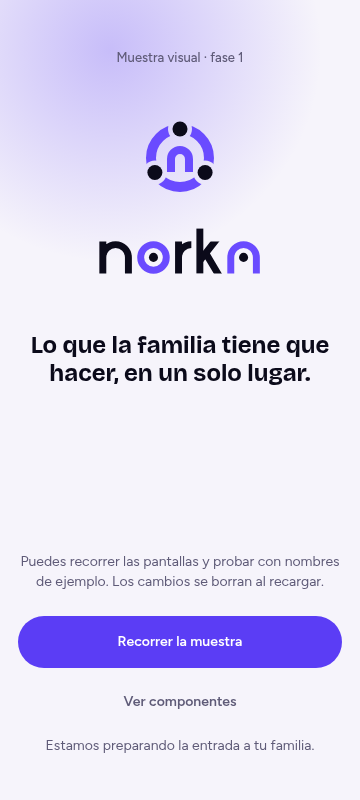 Muestra visual · fase 1
norka
Lo que la familia tiene que
hacer, en un solo lugar.
Puedes recorrer las pantallas y probar con nombres
de ejemplo. Los cambios se borran al recargar.
Recorrer la muestra
Ver componentes
Estamos preparando la entrada a tu familia.